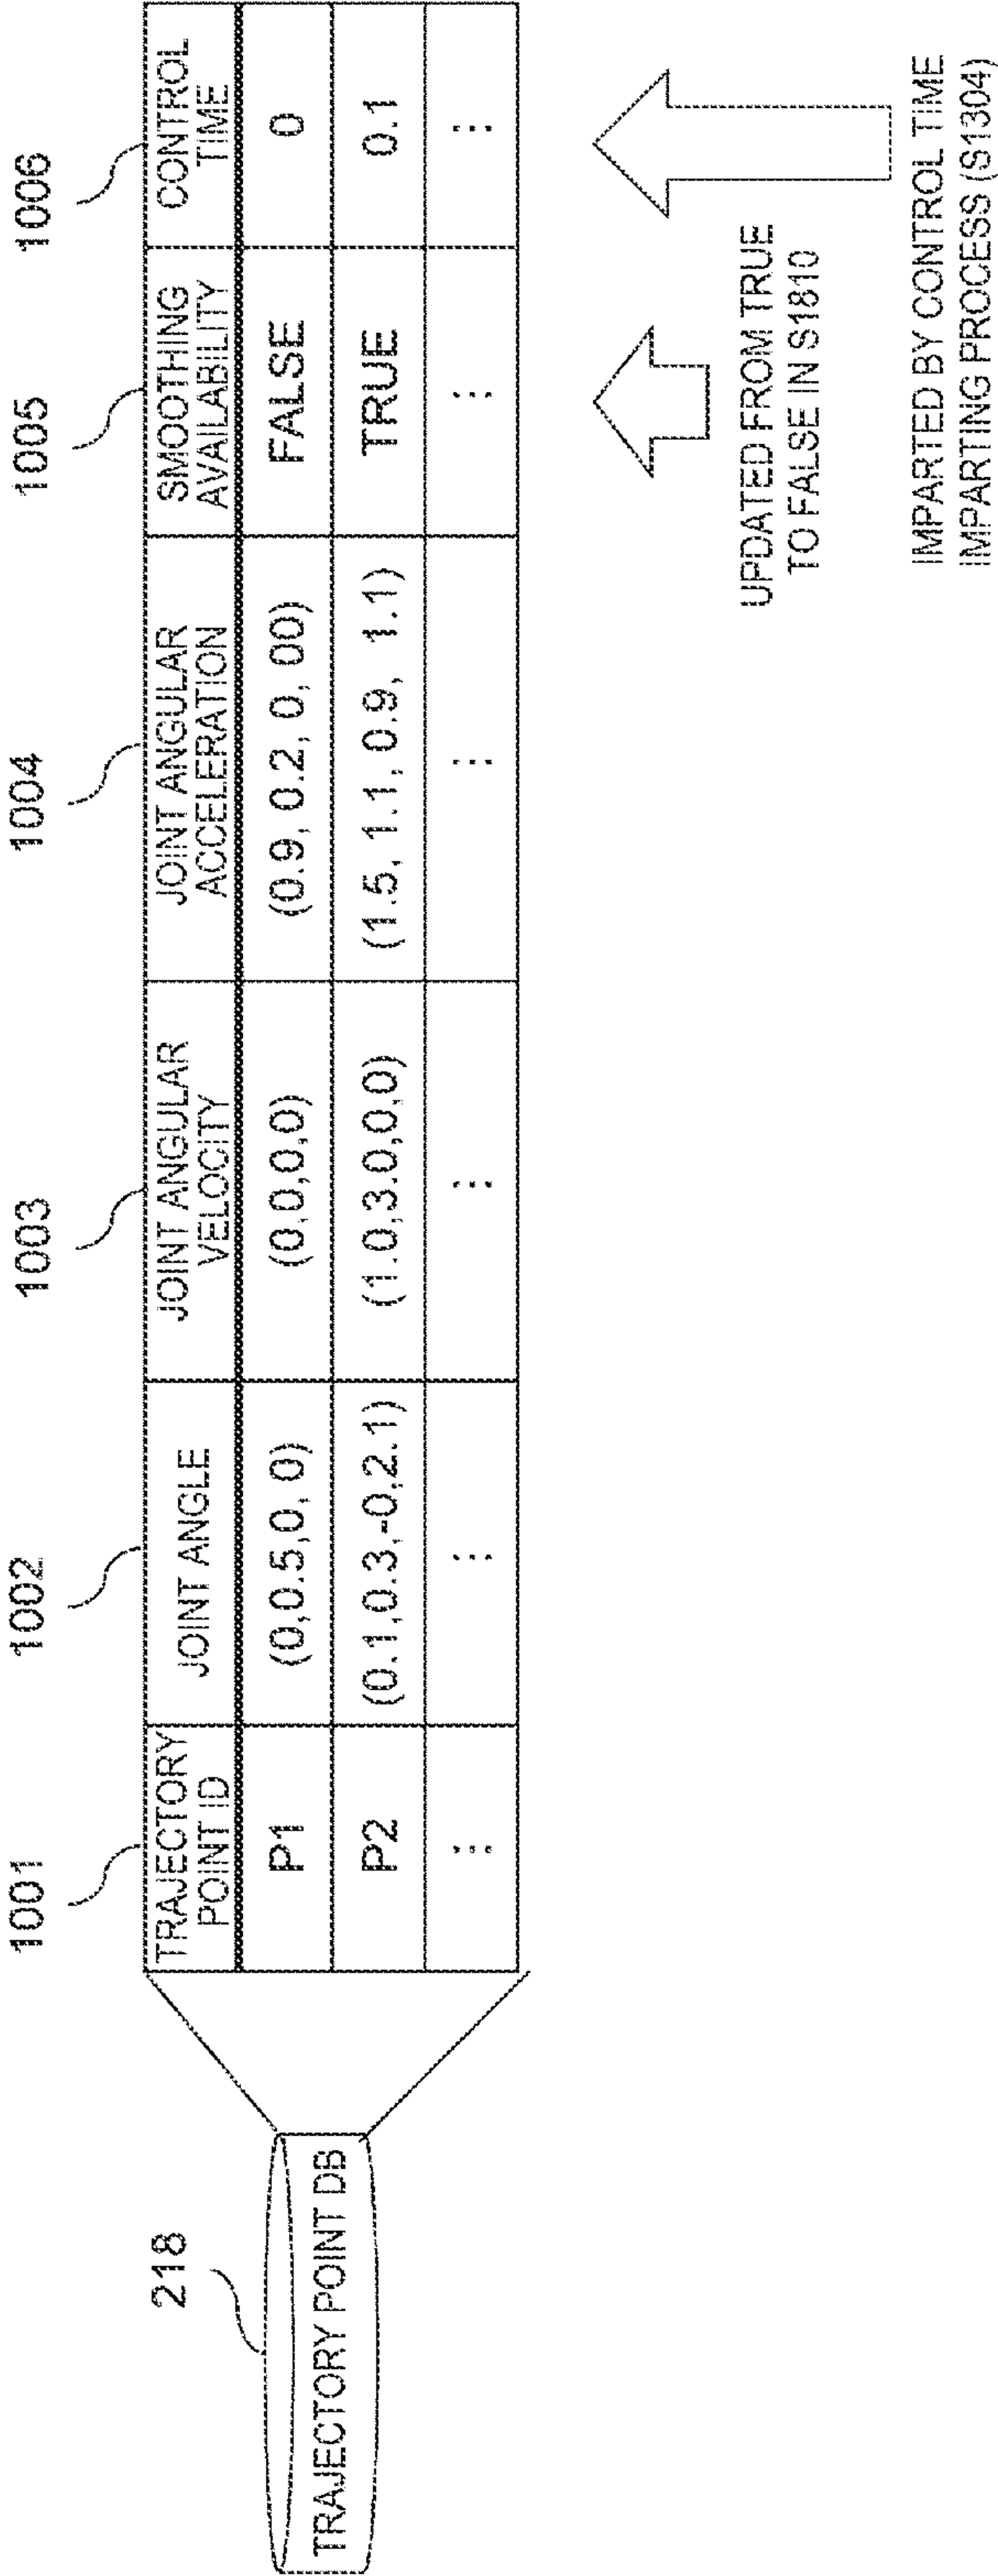 218
TRAJECTORY POINT DB
1001
1002
1003
1004
1005
1006
TRAJECTORY
POINT ID
JOINT ANGLE
JOINT ANGULAR
VELOCITY
JOINT ANGULAR
ACCELERATION
SMOOTHING
AVAILABILITY
CONTROL
TIME
P1
(0,0.5,0, 0)
(0,0,0,0)
(0.9, 0.2, 0, 00)
FALSE
0
P2
(0.1,0.3,-0,2.1)
(1.0,3.0,0,0)
(1.5, 1.1, 0.9, 1.1)
TRUE
0.1
⋮
⋮
⋮
⋮
⋮
⋮
UPDATED FROM TRUE
TO FALSE IN S1810
IMPARTED BY CONTROL TIME
IMPARTING PROCESS (S1304)